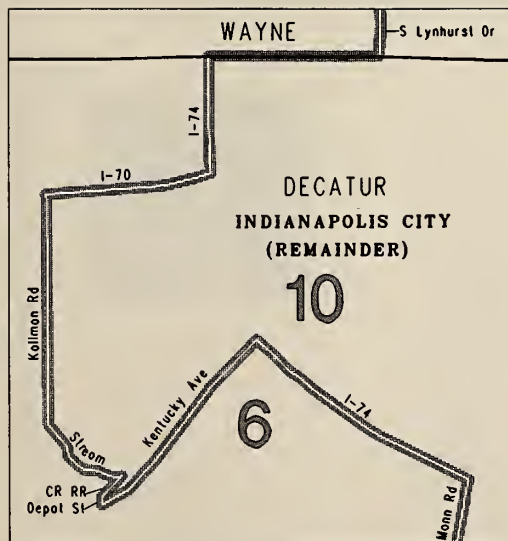 WAYNE
S Lynhurst Dr
I-74
I-70
DECATUR
INDIANAPOLIS CITY
(REMAINDER)
10
Kollman Rd
Kentucky Ave
I-74
6
Stream
CR RR
Depot St
Mann Rd